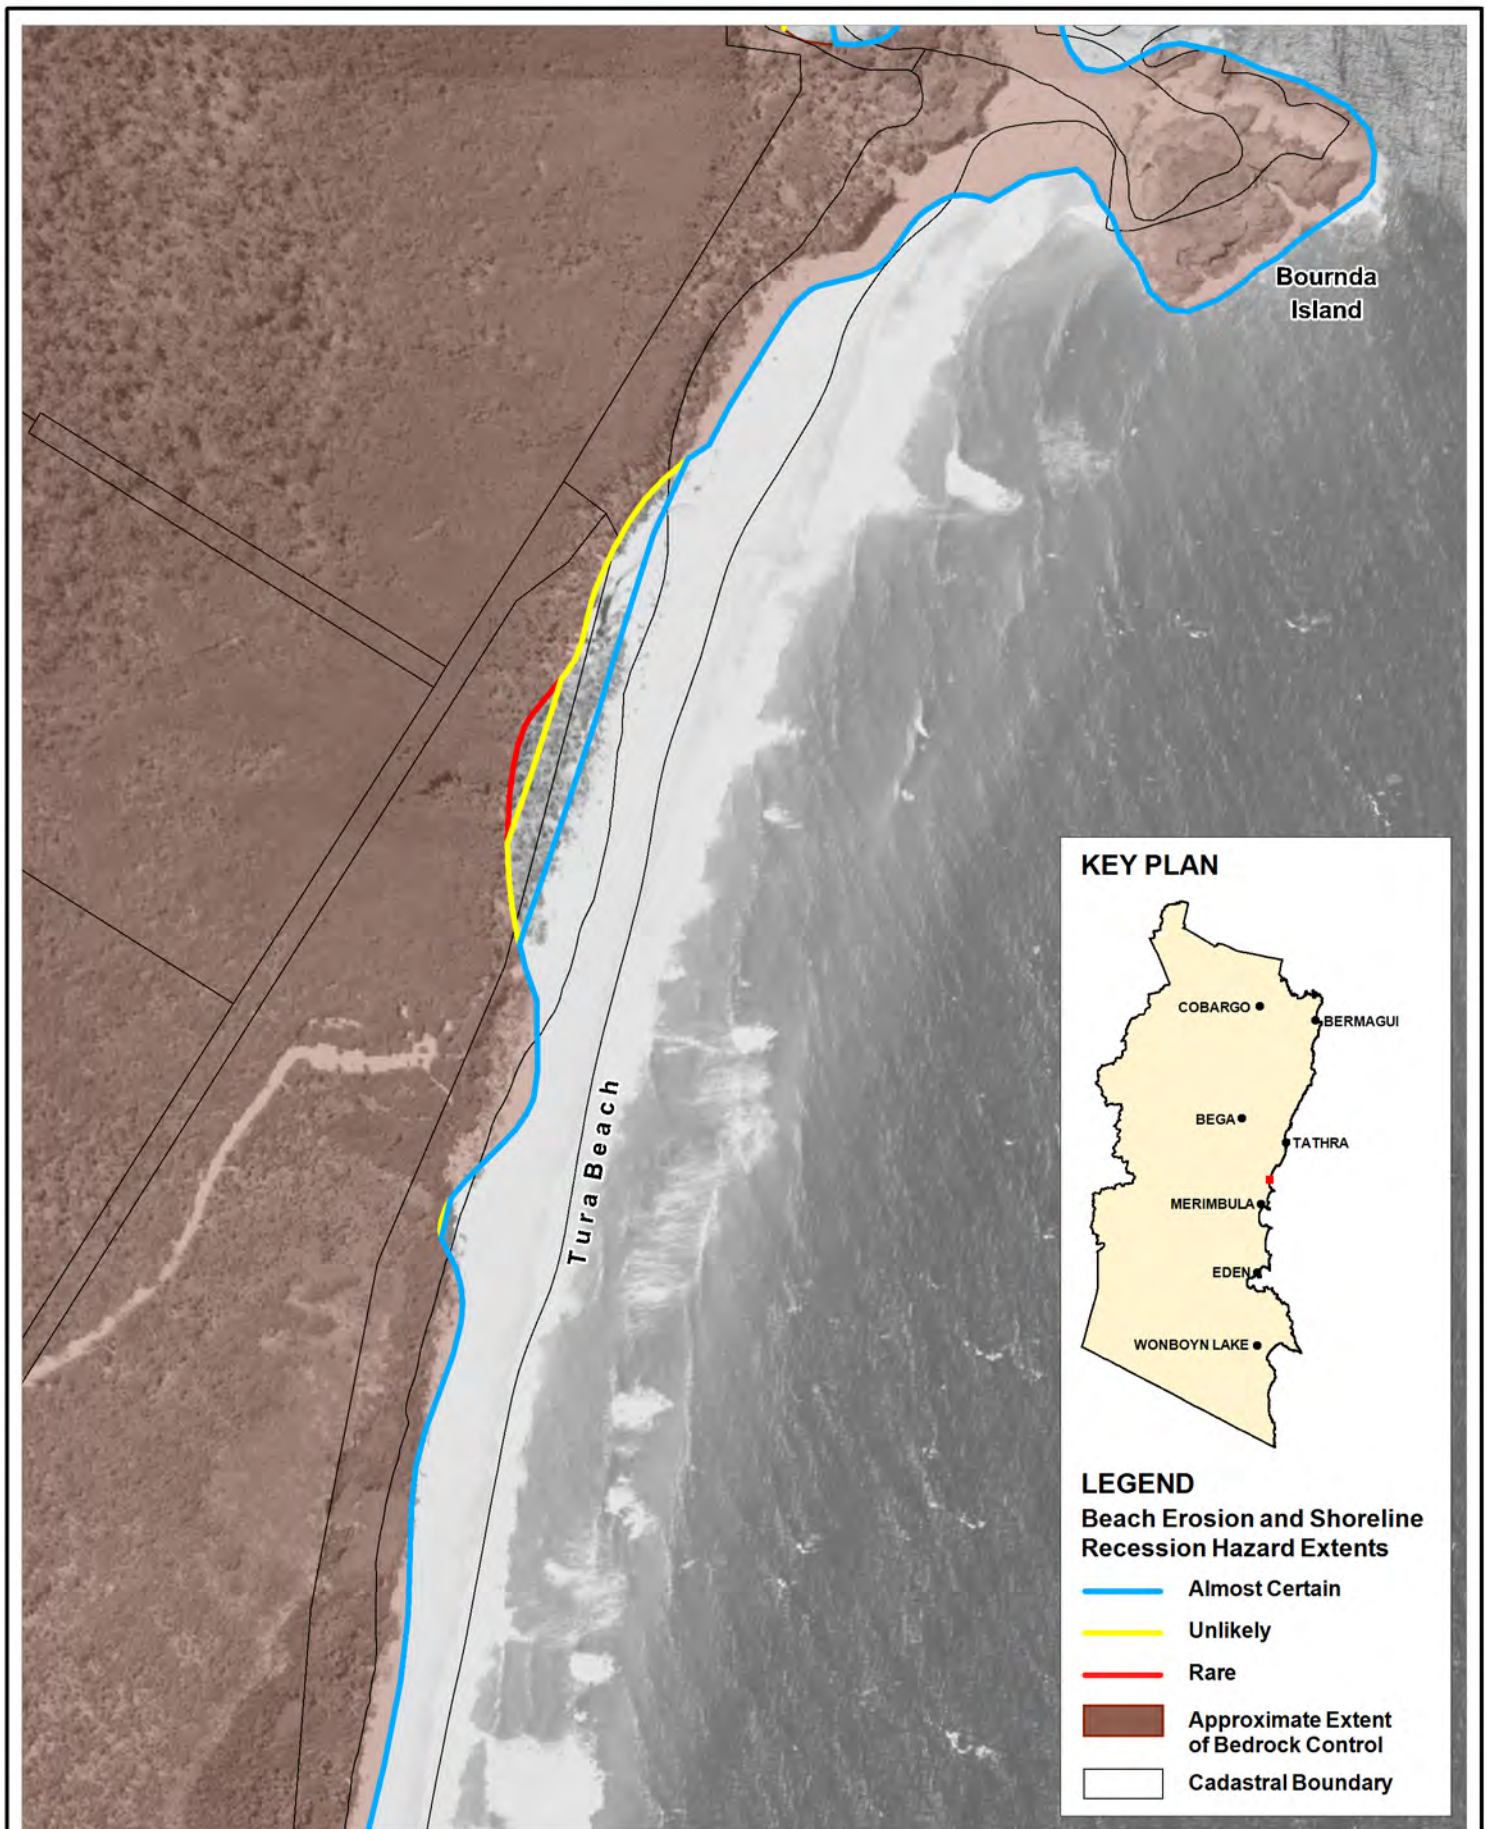 Bournda
Island
Tura Beach
KEY PLAN
COBARGO
BERMAGUI
BEGA
TATHRA
MERIMBULA
EDEN
WONBOYN LAKE
LEGEND
Beach Erosion and Shoreline
Recession Hazard Extents
Almost Certain
Unlikely
Rare
Approximate Extent
of Bedrock Control
Cadastral Boundary